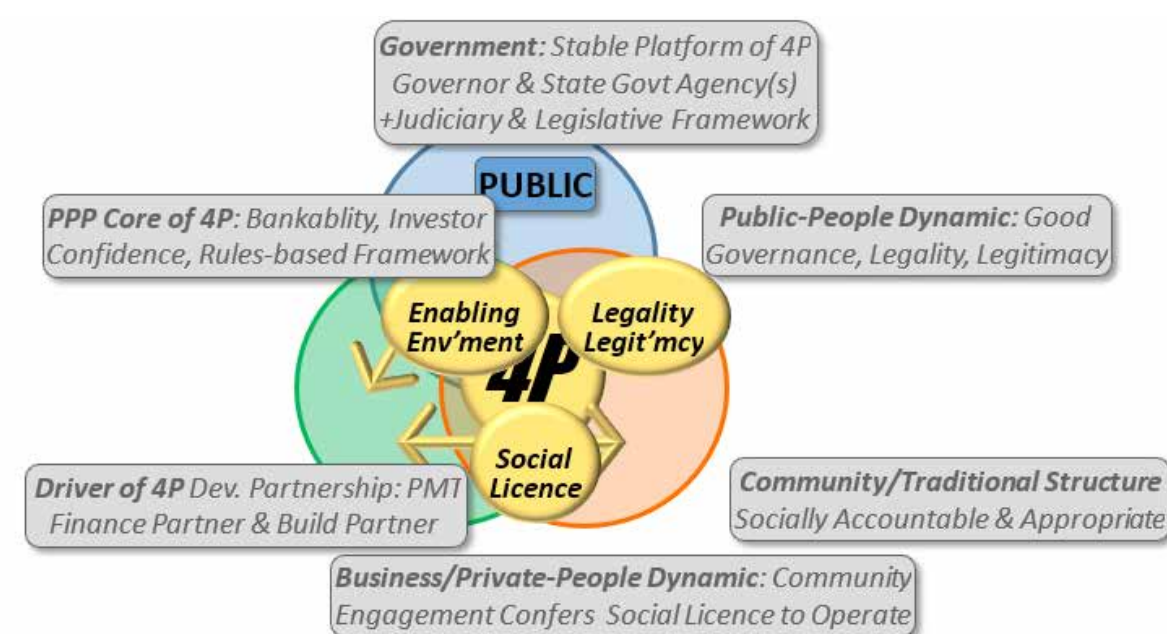 Government: Stable Platform of 4P
Governor & State Govt Agency(s)
+Judiciary & Legislative Framework
PUBLIC
PPP Core of 4P: Bankablity, Investor
Confidence, Rules-based Framework
Public-People Dynamic: Good
Governance, Legality, Legitimacy
Enabling
Env'ment
Legality
Legit'mcy
4P
Social
Licence
Driver of 4P Dev. Partnership: PMT
Finance Partner & Build Partner
Community/Traditional Structure
Socially Accountable & Appropriate
Business/Private-People Dynamic: Community
Engagement Confers Social Licence to Operate